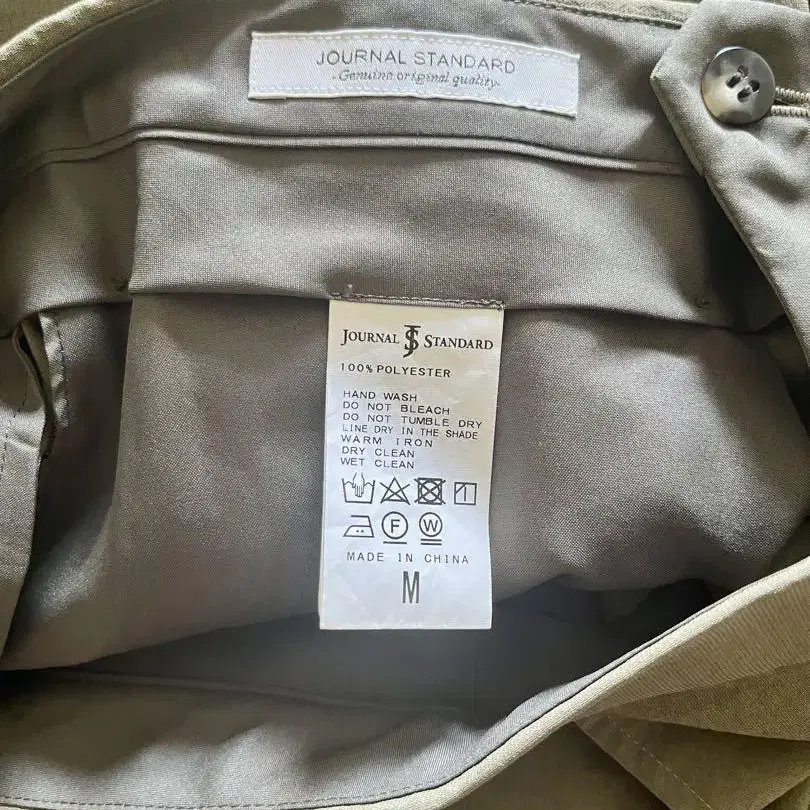 JOURNAL STANDARD
-Genuine original quality-
JOURNAL JS STANDARD
100% POLYESTER
HAND WASH
DO NOT BLEACH
DO NOT TUMBLE DRY
LINE DRY IN THE SHADE
WARM IRON
DRY CLEAN
WET CLEAN
F W
MADE IN CHINA
M